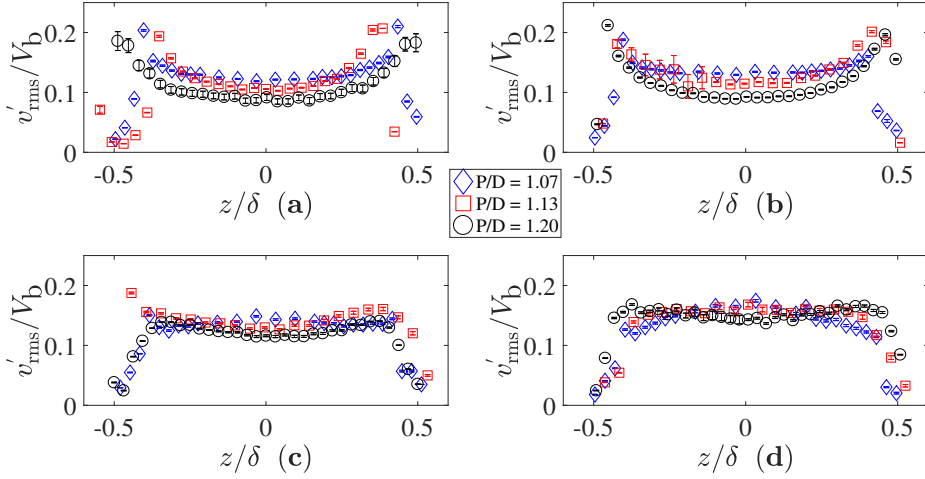 0.2
0.1
0
v'rms/Vb
-0.5 0 0.5
z/δ (a)
0.2
0.1
0
v'rms/Vb
-0.5 0 0.5
z/δ (b)
P/D = 1.07
P/D = 1.13
P/D = 1.20
0.2
0.1
0
v'rms/Vb
-0.5 0 0.5
z/δ (c)
0.2
0.1
0
v'rms/Vb
-0.5 0 0.5
z/δ (d)